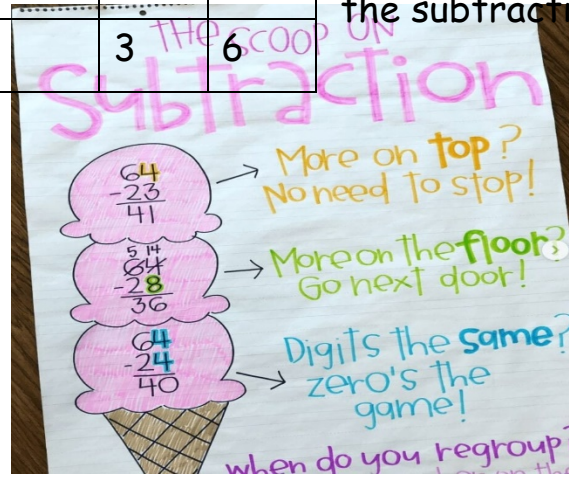 the subtracti
3 6
THE SCOOP ON
Subtraction
64
-23
41
More on top?
No need to stop!
5 14
64
-28
36
More on the floor?
Go next door!
64
-24
40
Digits the same?
zero's the
game!
when do you regroup?